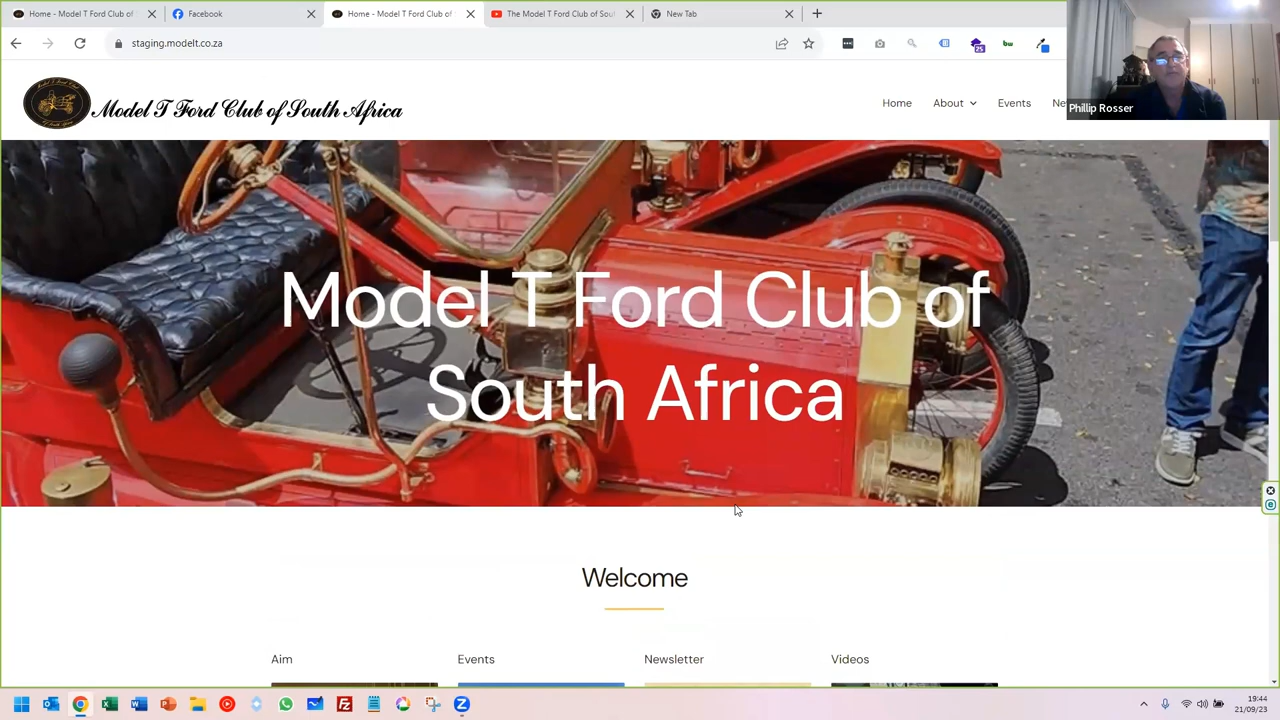 Home - Model T Ford Club of
Facebook
Home - Model T Ford Club of S
The Model T Ford Club of Sou
New Tab
staging.modelt.co.za
25
bw
Phillip Rosser
Model T Ford Club of South Africa
Home
About
Events
Ne
Model T Ford Club of
South Africa
Welcome
Aim
Events
Newsletter
Videos
19:44
21/09/23